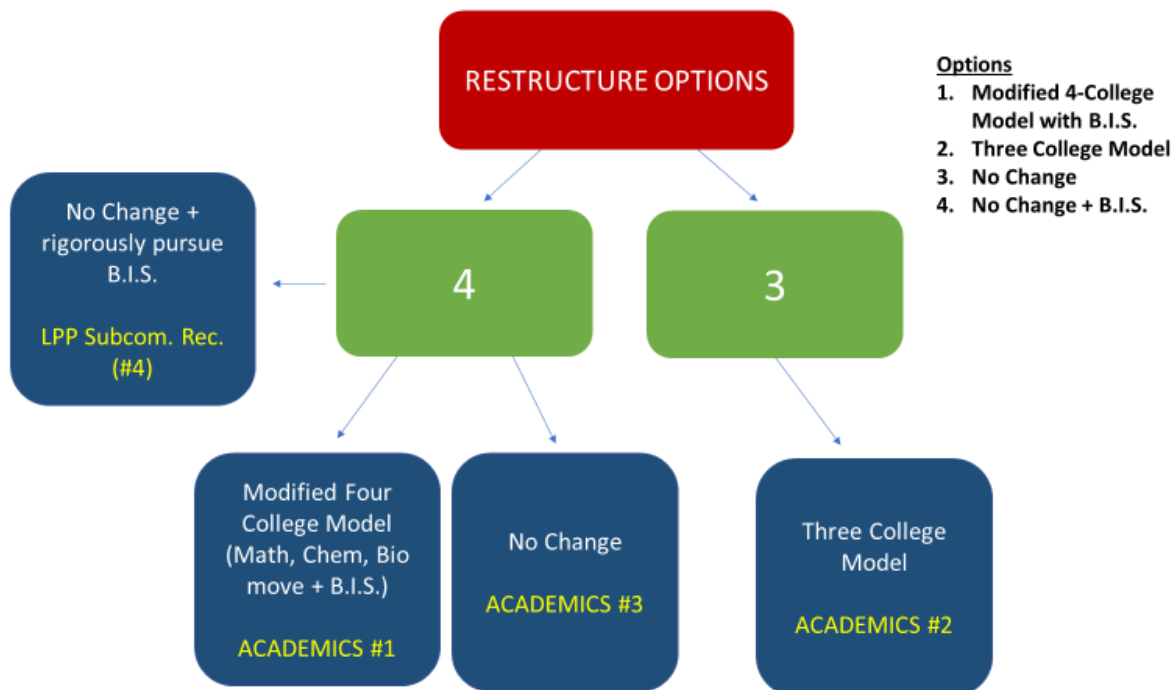 RESTRUCTURE OPTIONS
Options
1. Modified 4-College
Model with B.I.S.
2. Three College Model
3. No Change
4. No Change + B.I.S.
No Change +
rigorously pursue
B.I.S.
LPP Subcom. Rec.
(#4)
4
3
Modified Four
College Model
(Math, Chem, Bio
move + B.I.S.)
ACADEMICS #1
No Change
ACADEMICS #3
Three College
Model
ACADEMICS #2